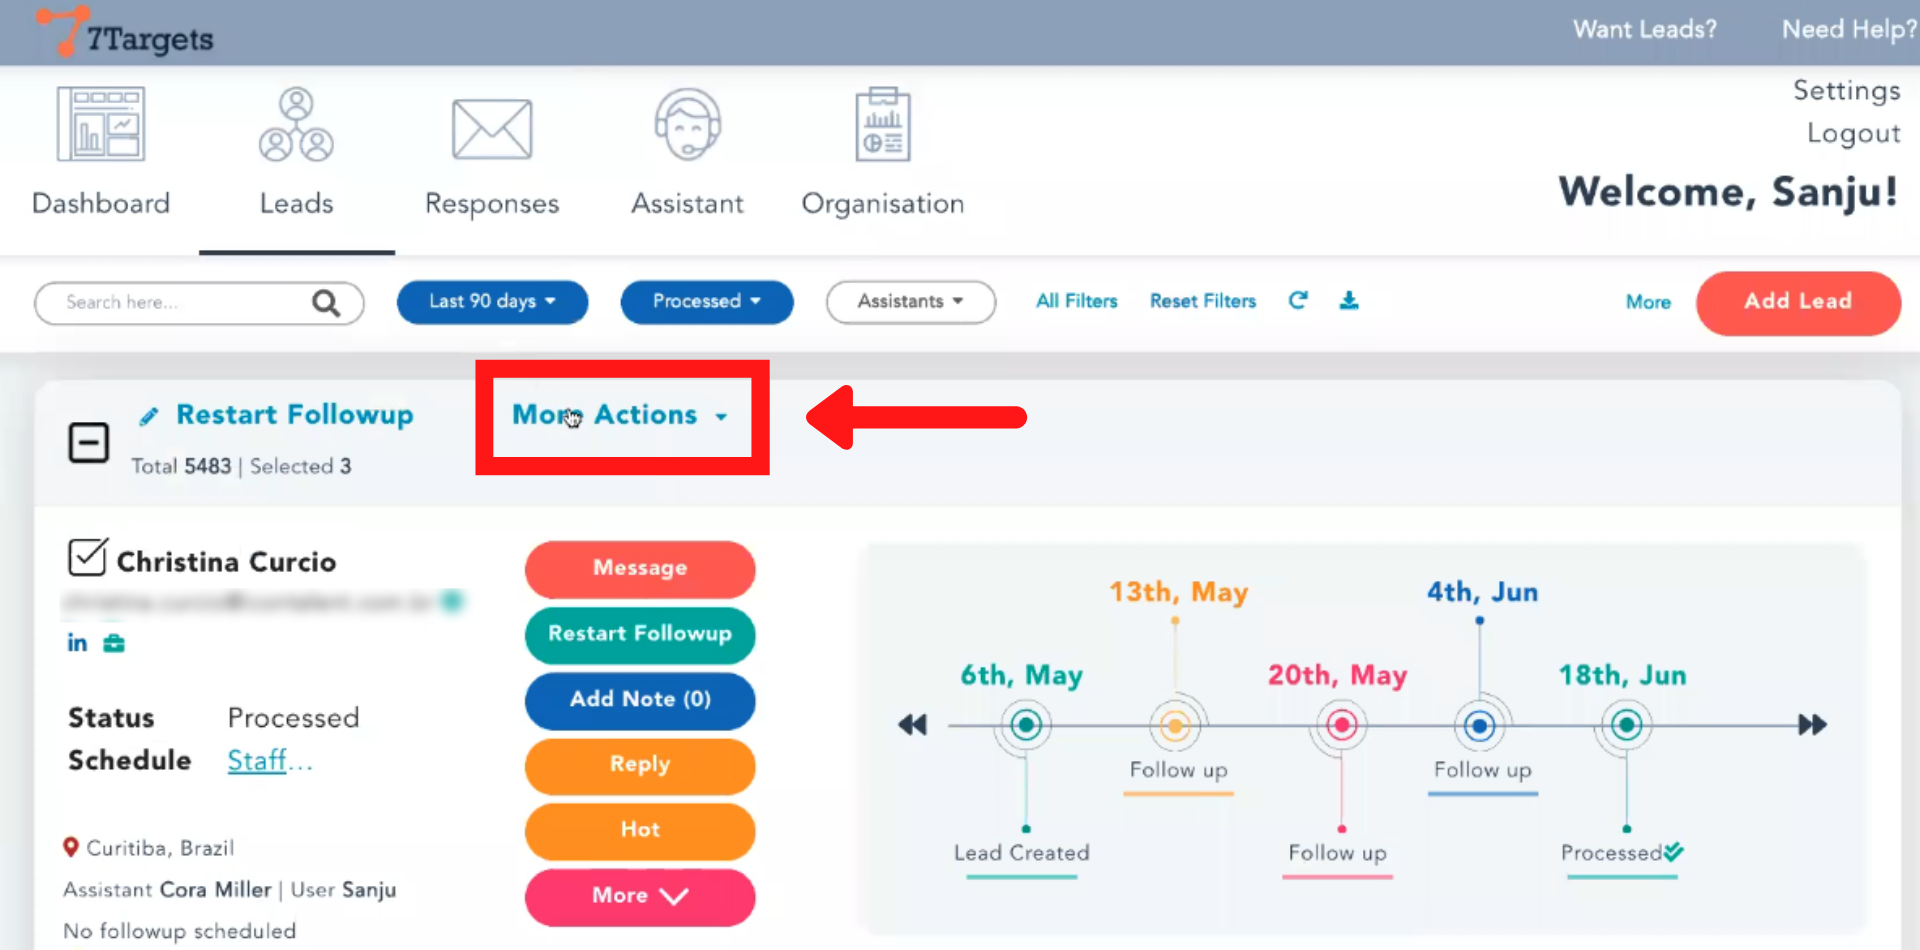 7Targets
Want Leads?
Need Help?
Settings
Logout
Welcome, Sanju!
Dashboard
Leads
Responses
Assistant
Organisation
Search here...
Last 90 days
Processed
Assistants
All Filters
Reset Filters
More
Add Lead
Restart Followup
More Actions
Total 5483 | Selected 3
Christina Curcio
in
Status Processed
Schedule Staff...
Curitiba, Brazil
Assistant Cora Miller | User Sanju
No followup scheduled
Message
Restart Followup
Add Note (0)
Reply
Hot
More
13th, May
4th, Jun
6th, May
20th, May
18th, Jun
Follow up
Follow up
Lead Created
Follow up
Processed